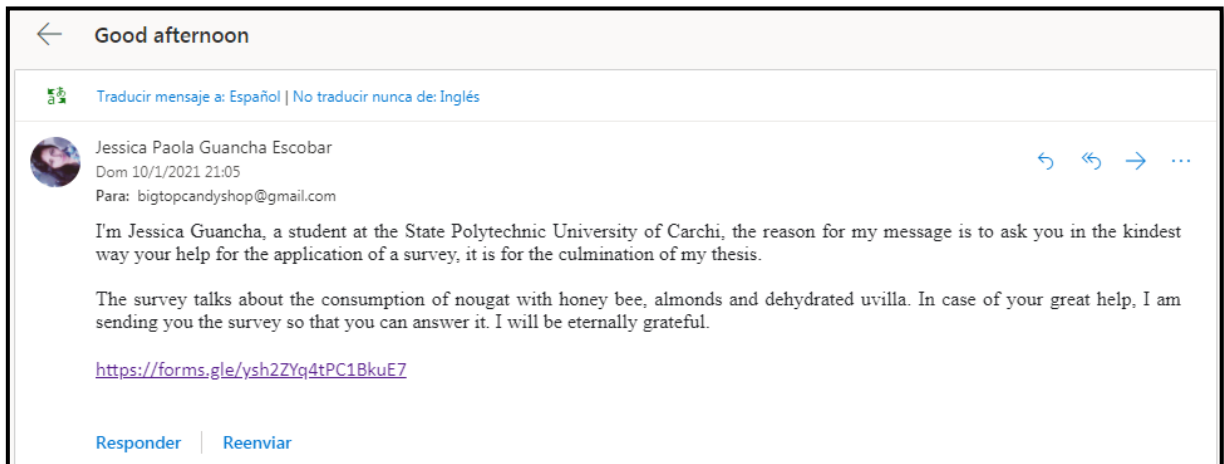 Good afternoon
Traducir mensaje a: Español | No traducir nunca de: Inglés
Jessica Paola Guancha Escobar
Dom 10/1/2021 21:05
Para: bigtopcandyshop@gmail.com
I'm Jessica Guancha, a student at the State Polytechnic University of Carchi, the reason for my message is to ask you in the kindest
way your help for the application of a survey, it is for the culmination of my thesis.
The survey talks about the consumption of nougat with honey bee, almonds and dehydrated uvilla. In case of your great help, I am
sending you the survey so that you can answer it. I will be eternally grateful.
https://forms.gle/ysh2ZYq4tPC1BkuE7
Responder | Reenviar